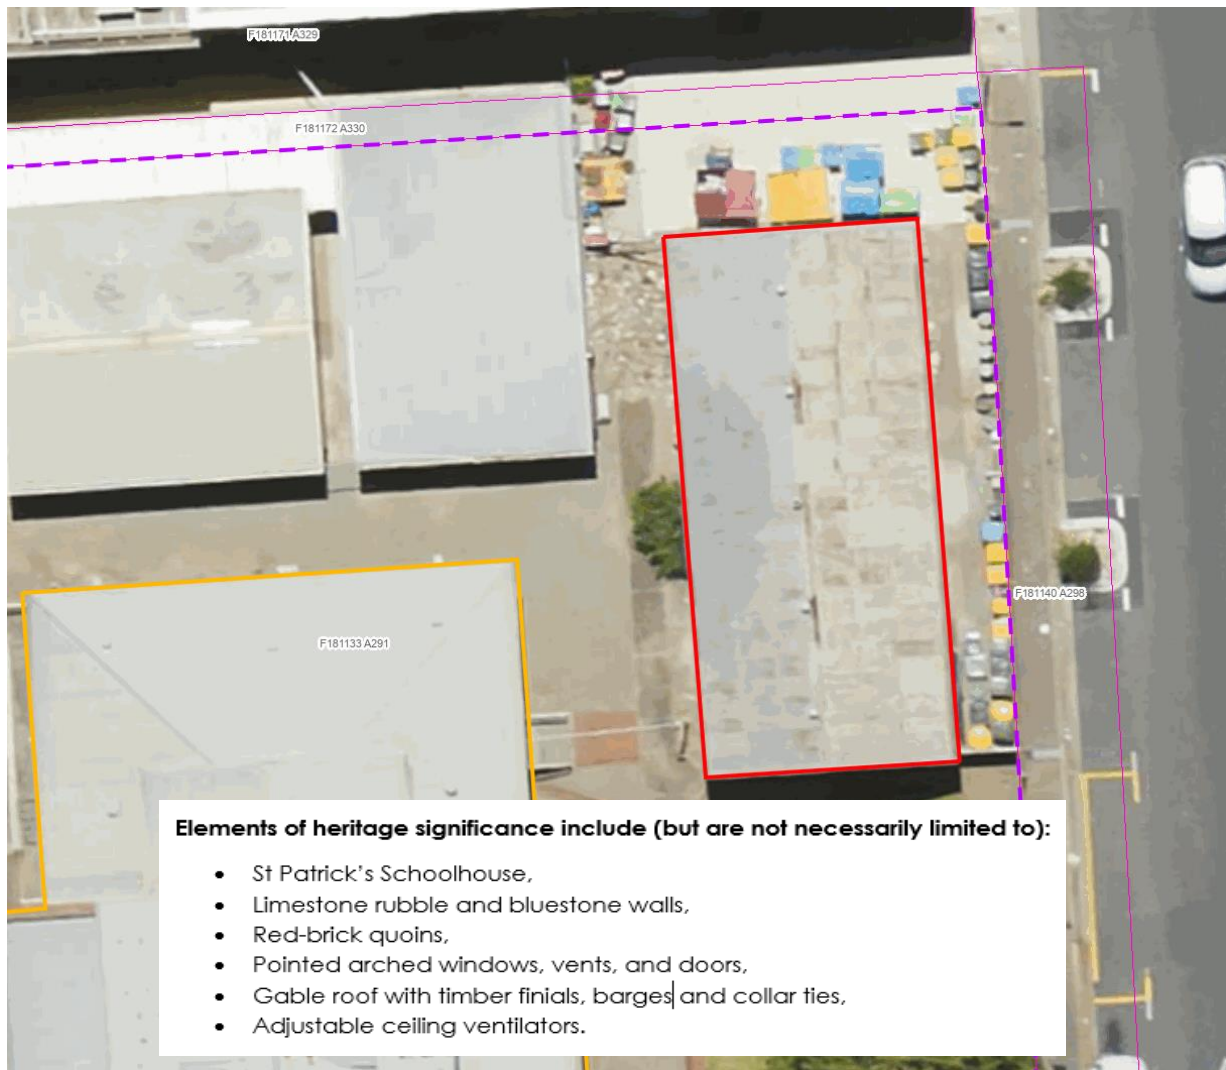 F181171 A329
F181172 A330
F181140 A298
F181133 A291
Elements of heritage significance include (but are not necessarily limited to):
• St Patrick’s Schoolhouse,
• Limestone rubble and bluestone walls,
• Red-brick quoins,
• Pointed arched windows, vents, and doors,
• Gable roof with timber finials, barges and collar ties,
• Adjustable ceiling ventilators.